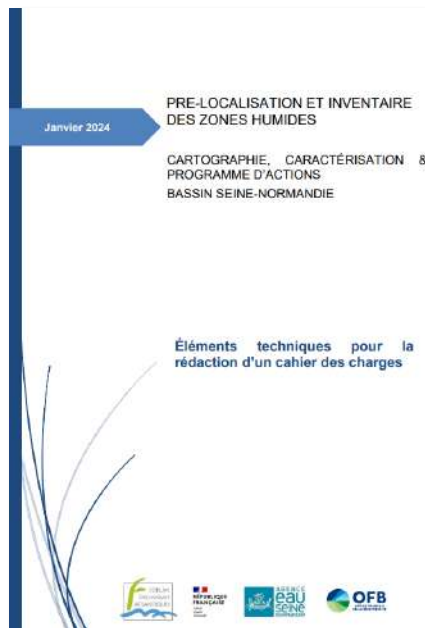 Janvier 2024
PRE-LOCALISATION ET INVENTAIRE
DES ZONES HUMIDES
CARTOGRAPHIE, CARACTÉRISATION &
PROGRAMME D'ACTIONS
BASSIN SEINE-NORMANDIE
Éléments techniques pour la
rédaction d'un cahier des charges
FORUM
RÉPUBLIQUE
FRANÇAISE
AGENCE
eau
seine
OFB